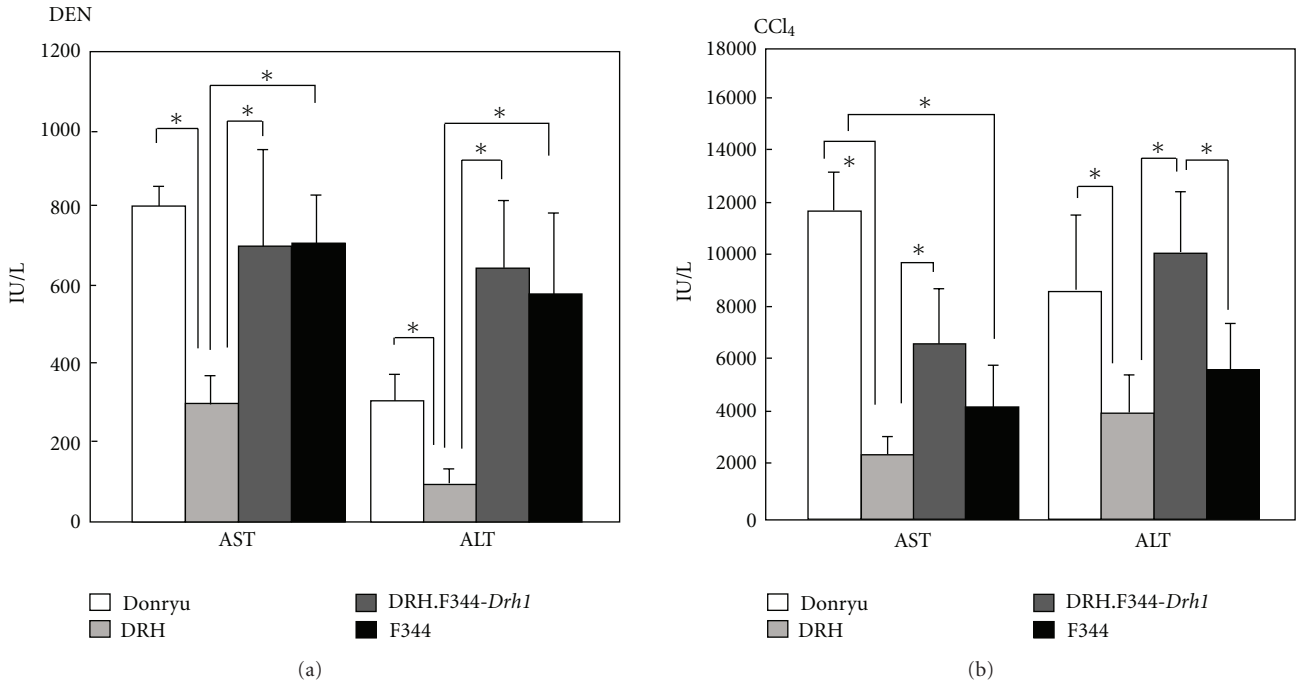 DEN
1200
1000
800
600
400
200
0
IU/L
* * * * * *
AST ALT
Donryu
DRH
DRH.F344-Drh1
F344
(a)
CCl₄
18000
16000
14000
12000
10000
8000
6000
4000
2000
0
IU/L
* * * * * *
AST ALT
Donryu
DRH
DRH.F344-Drh1
F344
(b)